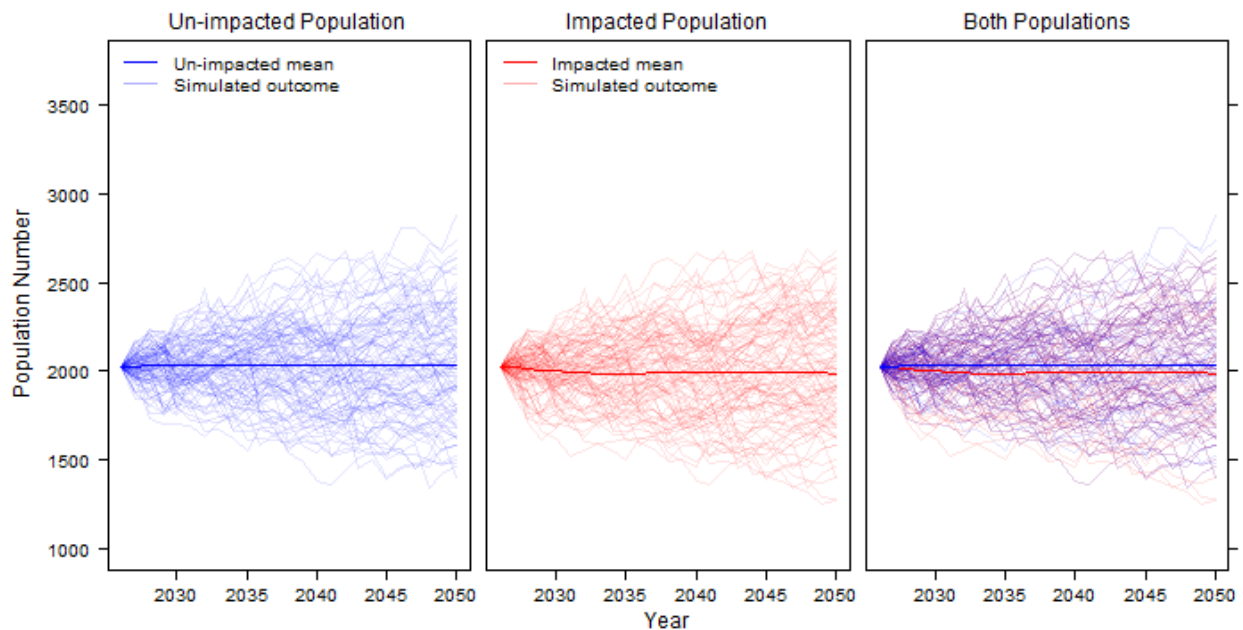 Un-impacted Population
Impacted Population
Both Populations
Un-impacted mean
Simulated outcome
Impacted mean
Simulated outcome
Population Number
3500
3000
2500
2000
1500
1000
2030 2035 2040 2045 2050
2030 2035 2040 2045 2050
2030 2035 2040 2045 2050
Year